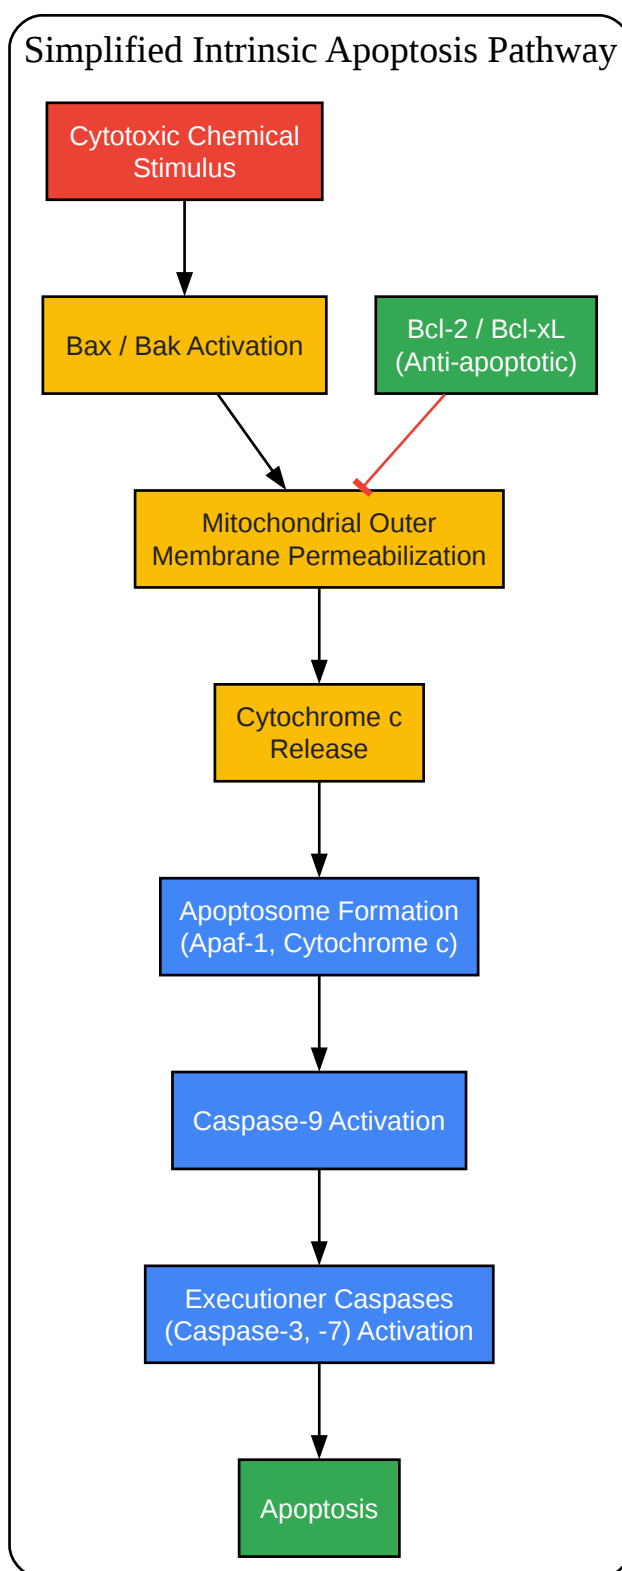 Simplified Intrinsic Apoptosis Pathway
Cytotoxic Chemical
Stimulus
Bax / Bak Activation
Bcl-2 / Bcl-xL
(Anti-apoptotic)
Mitochondrial Outer
Membrane Permeabilization
Cytochrome c
Release
Apoptosome Formation
(Apaf-1, Cytochrome c)
Caspase-9 Activation
Executioner Caspases
(Caspase-3, -7) Activation
Apoptosis